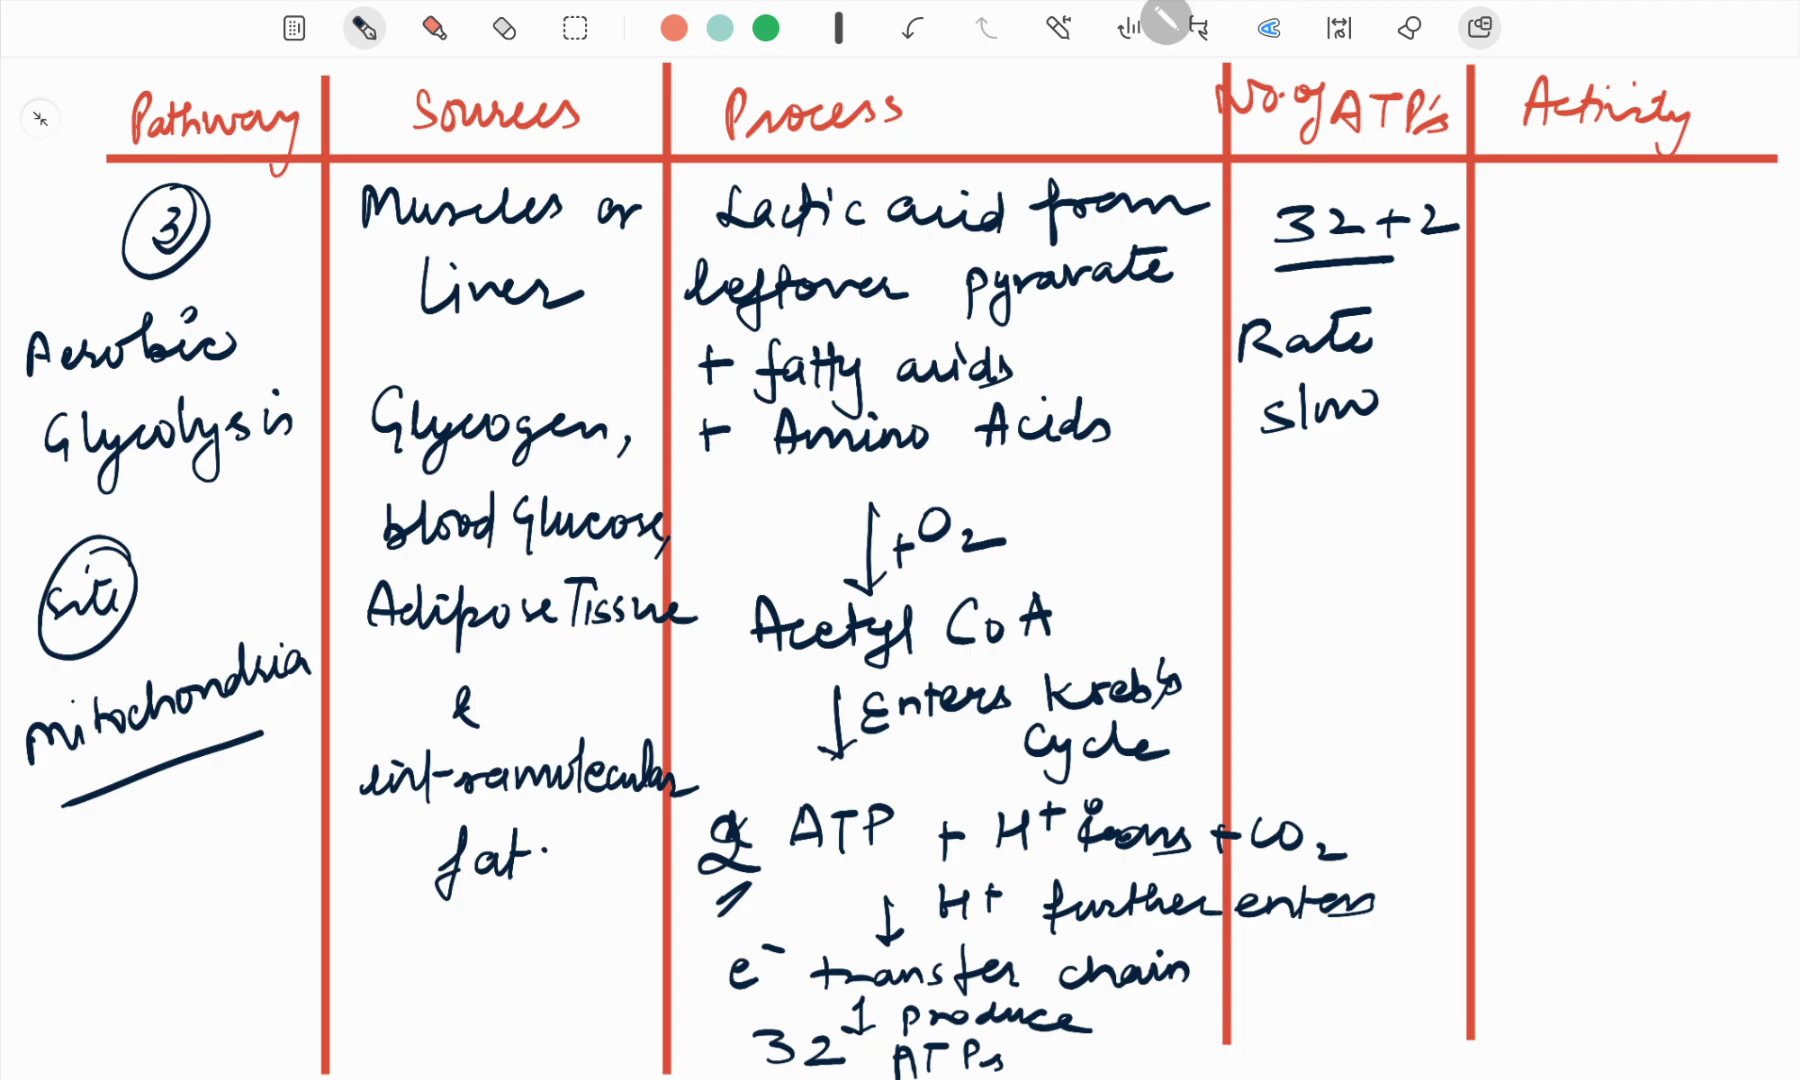 Pathway Sources Process No. of ATP's Activity
3
Aerobic
Glycolysis
site
mitochondria
Muscles or
Liver
Glycogen,
blood Glucose,
Adipose Tissue
&
intramolecular
fat.
Lactic acid from
leftover pyruvate
+ fatty acids
+ Amino Acids
↓ + O2
Acetyl CoA
↓ Enters Kreb's
Cycle
2 ATP + H+ ions + CO2
↓ H+ further enters
e- transfer chain
↓ produce
32 ATPs
32+2
Rate
slow